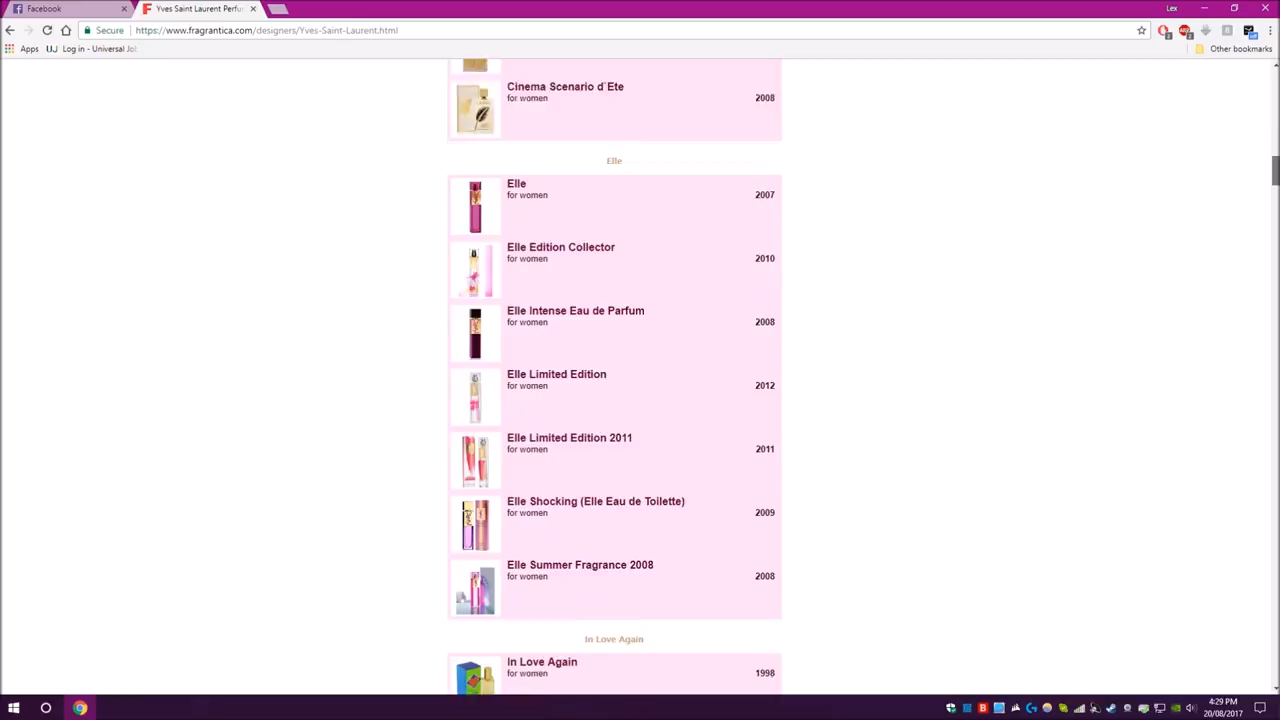 Facebook
Yves Saint Laurent Perfu
Lex
Secure
https://www.fragrantica.com/designers/Yves-Saint-Laurent.html
Apps
Log in - Universal Jo
Other bookmarks
Cinema Scenario d`Ete
for women
2008
Elle
Elle
for women
2007
Elle Edition Collector
for women
2010
Elle Intense Eau de Parfum
for women
2008
Elle Limited Edition
for women
2012
Elle Limited Edition 2011
for women
2011
Elle Shocking (Elle Eau de Toilette)
for women
2009
Elle Summer Fragrance 2008
for women
2008
In Love Again
In Love Again
for women
1998
4:29 PM
20/08/2017